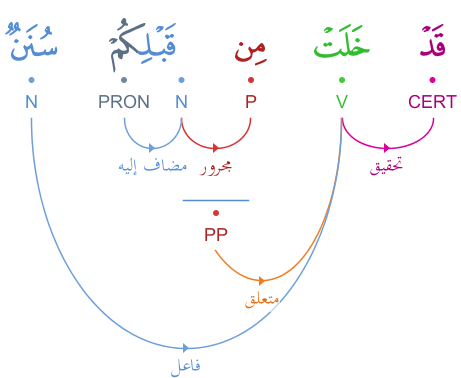 قَدْ خَلَتْ مِن قَبْلِكُمْ سُنَنٌ
CERT V P N PRON N
تحقيق مجرور مضاف إليه
PP
متعلق
فاعل